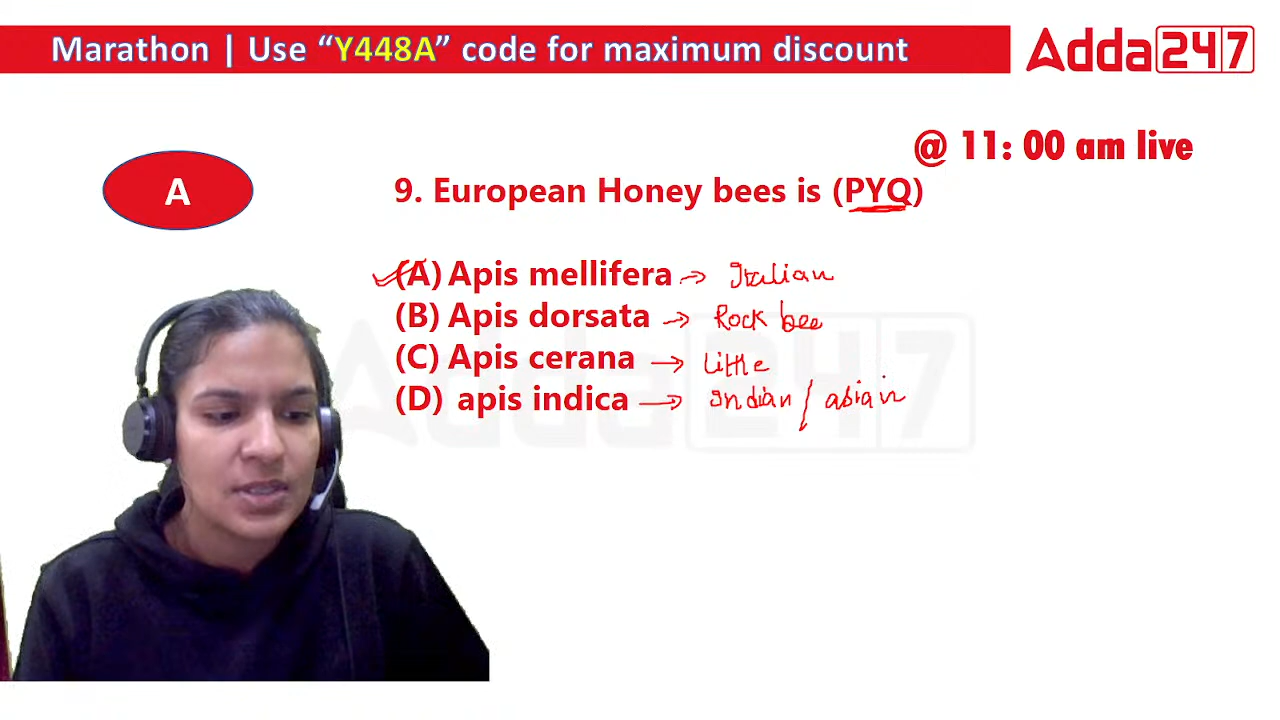 Marathon | Use “Y448A” code for maximum discount
Adda247
@ 11: 00 am live
A
9. European Honey bees is (PYQ)
(A) Apis mellifera → Italian
(B) Apis dorsata → Rock bee
(C) Apis cerana → Little
(D) apis indica → Indian / asian
Adda247